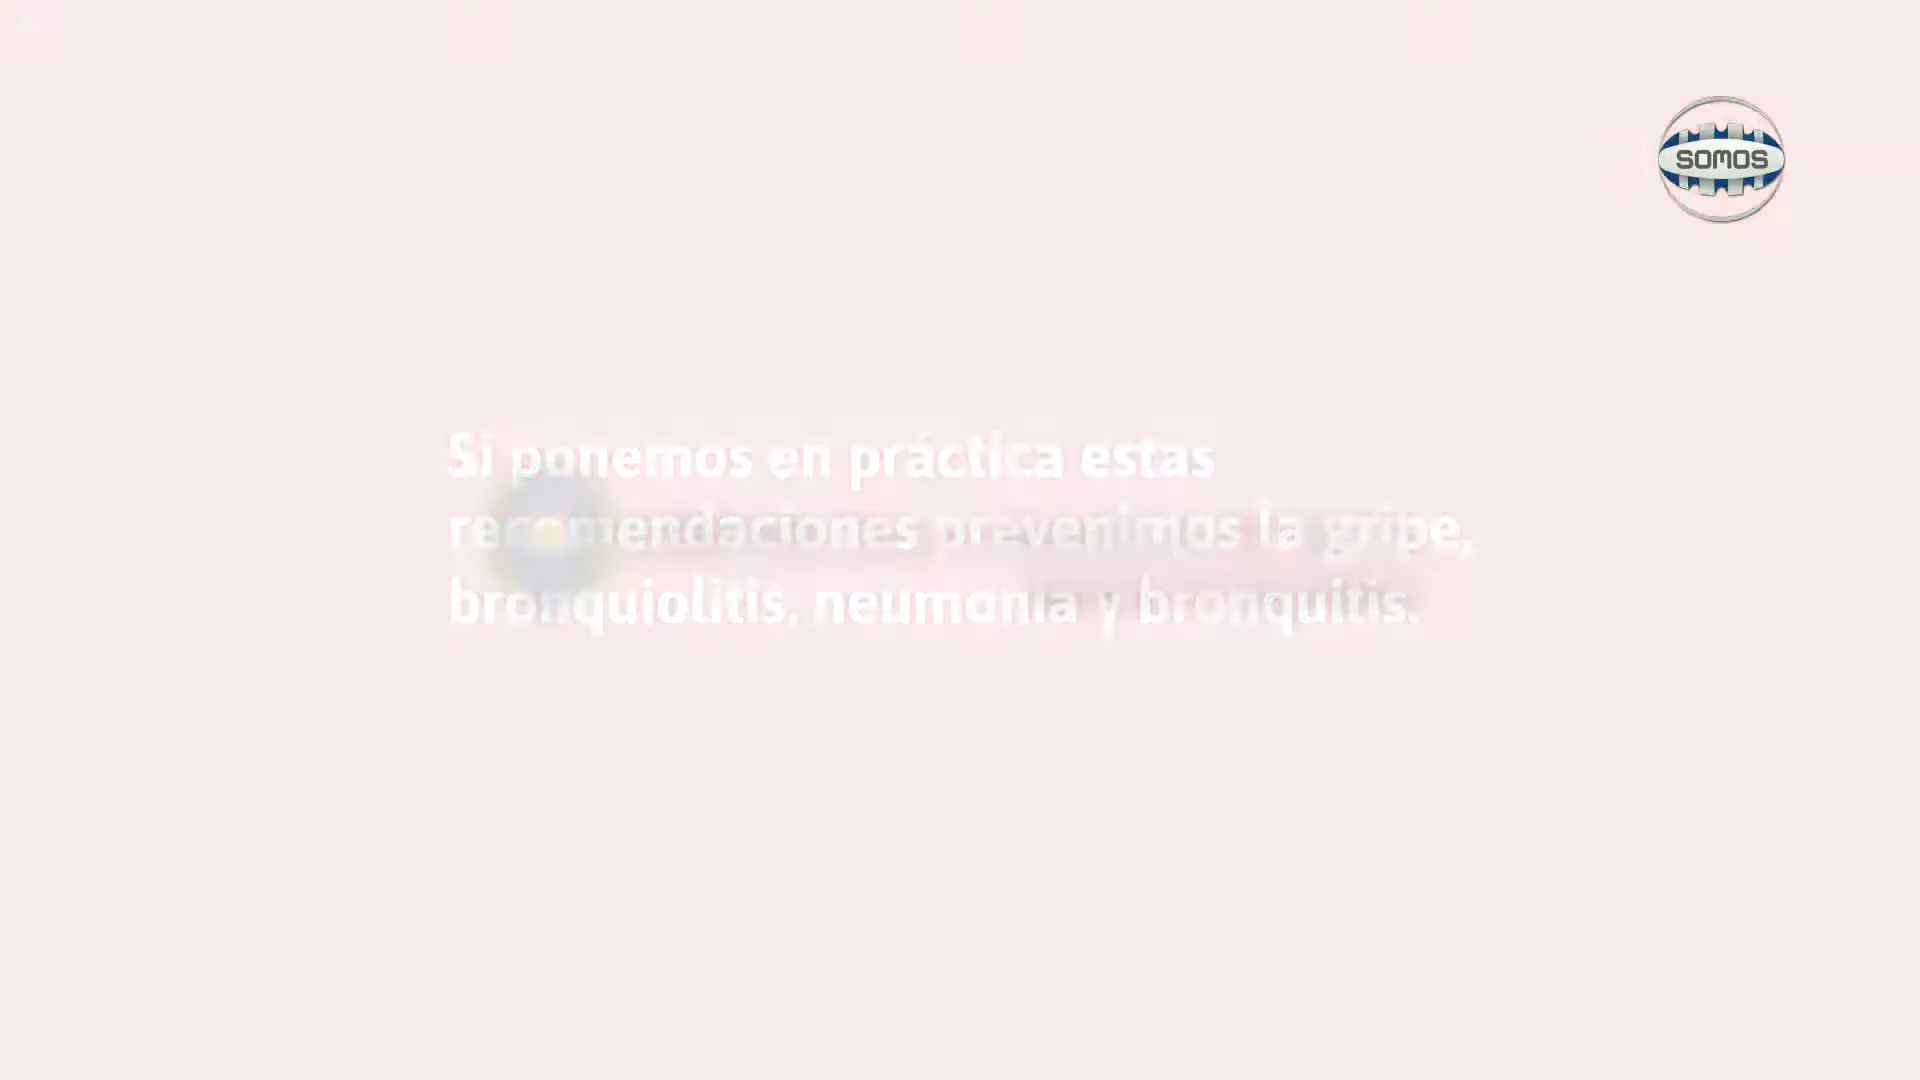 SOMOS
Si ponemos en práctica estas
recomendaciones prevenimos la gripe,
bronquiolitis, neumonía y bronquitis.